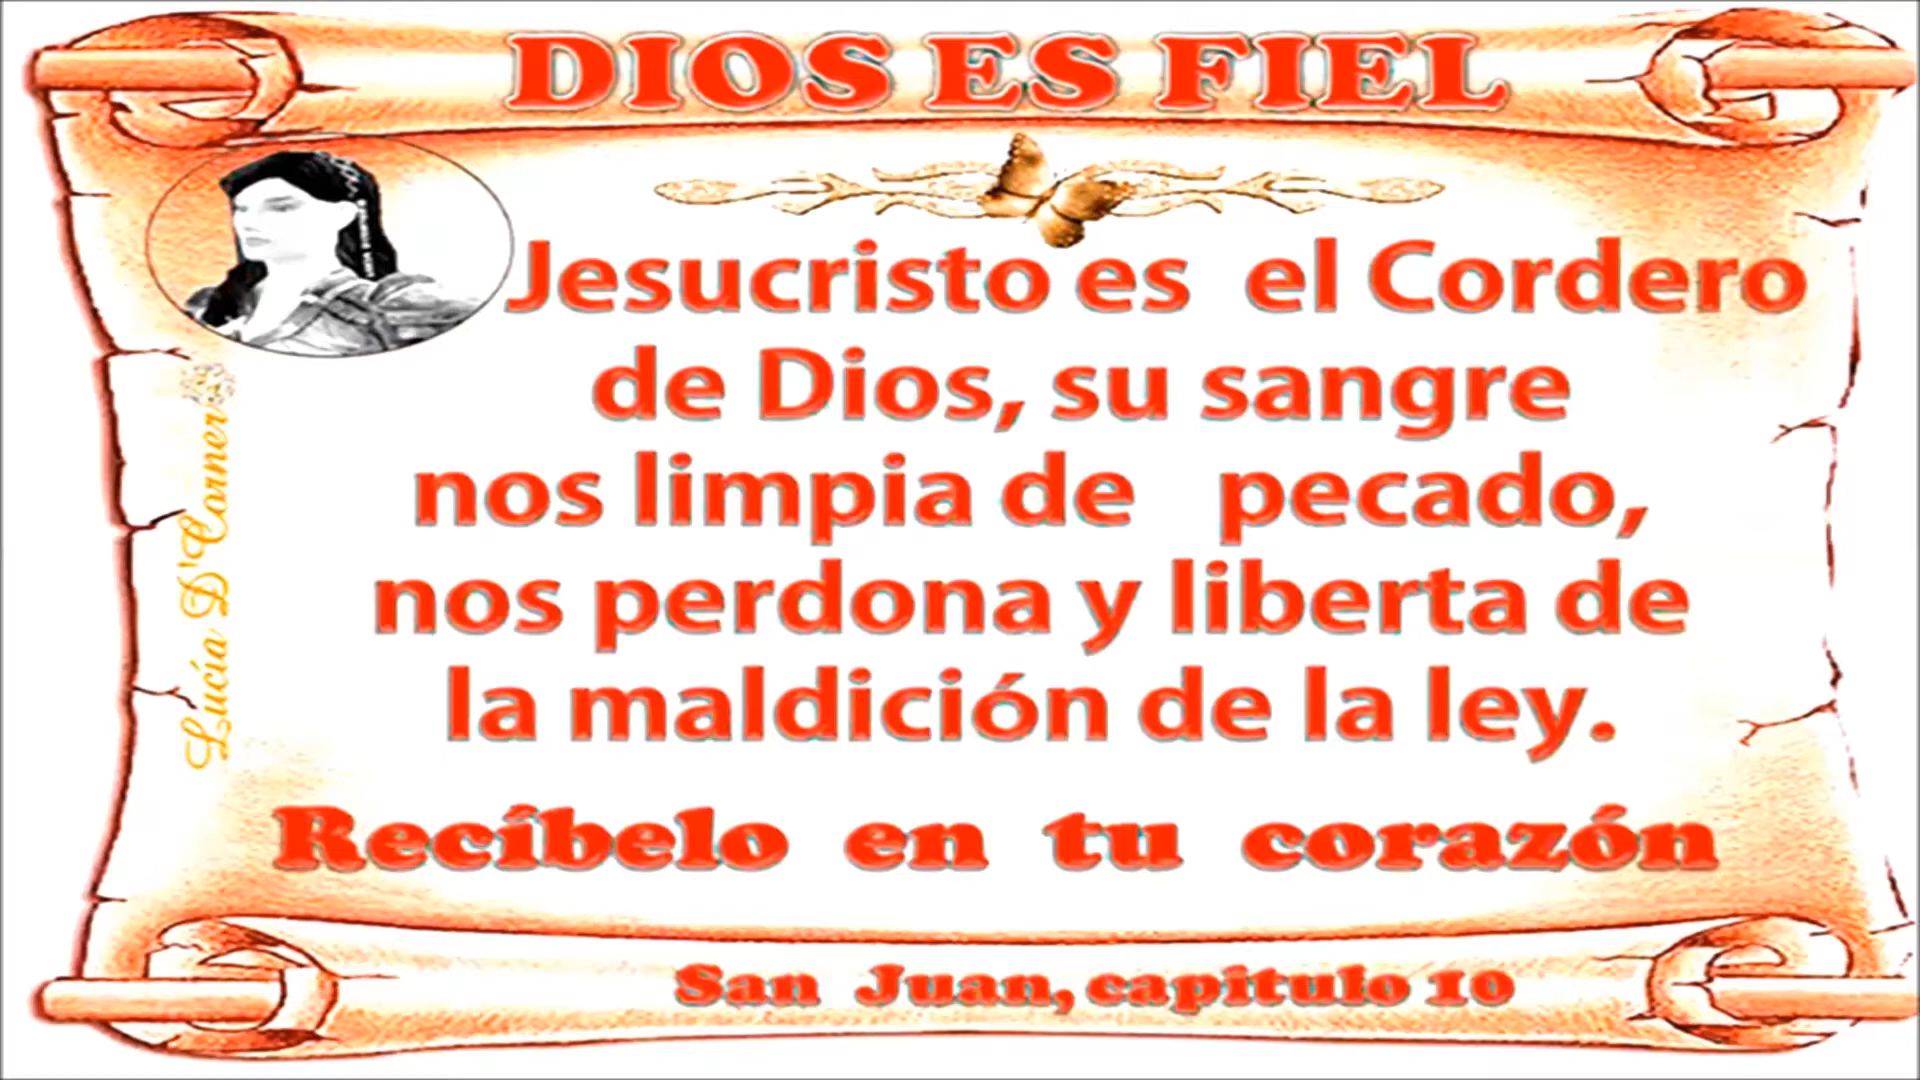 DIOS ES FIEL
Jesucristo es el Cordero
de Dios, su sangre
nos limpia de pecado,
nos perdona y liberta de
la maldición de la ley.
Recíbelo en tu corazón
San Juan, capitulo 10
Lucía D'Corner